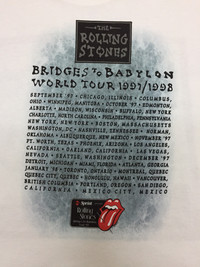 THE
ROLLING
STONES
BRIDGES TO BABYLON
WORLD TOUR 1997/1998
SEPTEMBER '97 • CHICAGO, ILLINOIS • COLUMBUS,
OHIO • WINNIPEG, MANITOBA • OCTOBER '97 • EDMONTON,
ALBERTA • MADISON, WISCONSIN • BUFFALO, NEW YORK
CHARLOTTE, NORTH CAROLINA • PHILADELPHIA, PENNSYLVANIA
NEW YORK, NEW YORK • BOSTON, MASSACHUSETTS
WASHINGTON, DC • NASHVILLE, TENNESSEE • NORMAN,
OKLAHOMA • ALBUQUERQUE, NEW MEXICO • NOVEMBER, '97
FT. WORTH, TEXAS • PHOENIX, ARIZONA • LOS ANGELES,
CALIFORNIA • OAKLAND, CALIFORNIA • LAS VEGAS,
NEVADA • SEATTLE, WASHINGTON • DECEMBER '97
DETROIT, MICHIGAN • MIAMI, FLORIDA • ATLANTA, GEORGIA
JANUARY '98 • TORONTO, ONTARIO • MONTREAL, QUEBEC
QUEBEC CITY, QUEBEC • HONOLULU, HAWAII • VANCOUVER,
BRITISH COLUMBIA • PORTLAND, OREGON • SAN DIEGO,
CALIFORNIA • MEXICO CITY, MEXICO
Sprint
Rolling
Stones